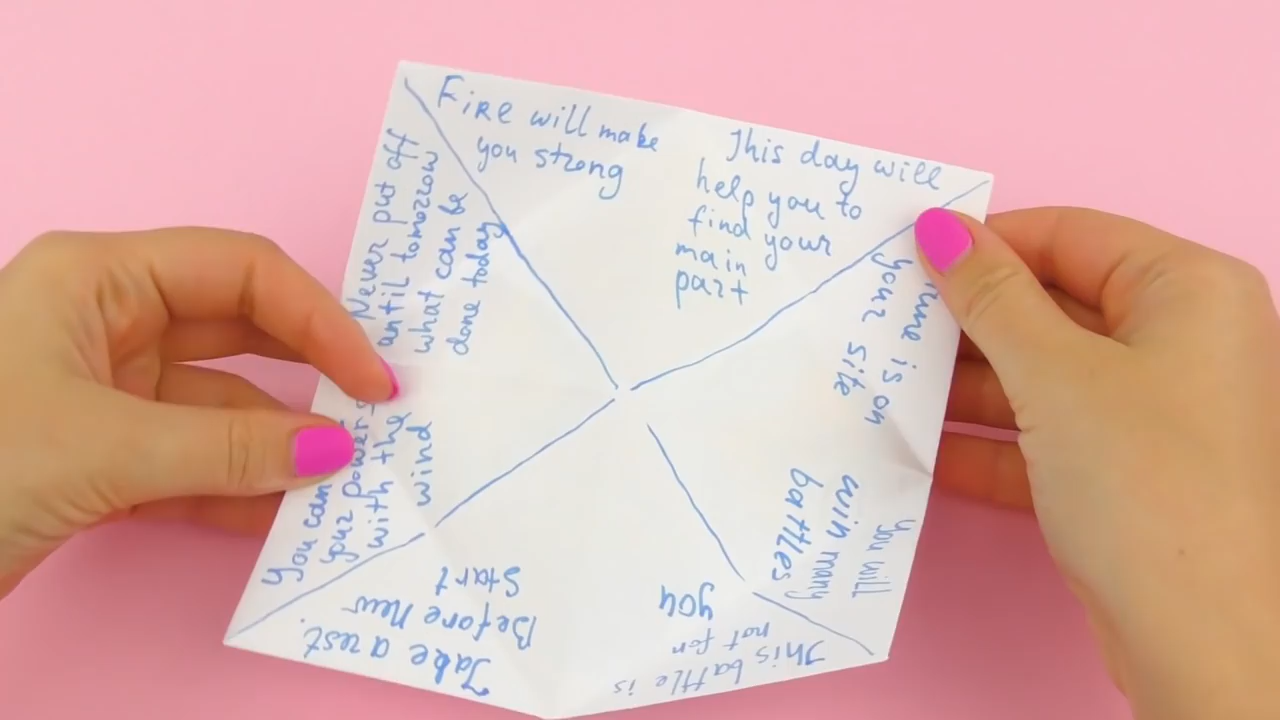 Fire will make
you strong
This day will
help you to
find your
main
part
is on
your site
You will
win many
battles
This battle is
not for
you
Take a rest.
Before New
Start
You can
your power
with the
wind
Never put off
until tomorrow
what can be
done today